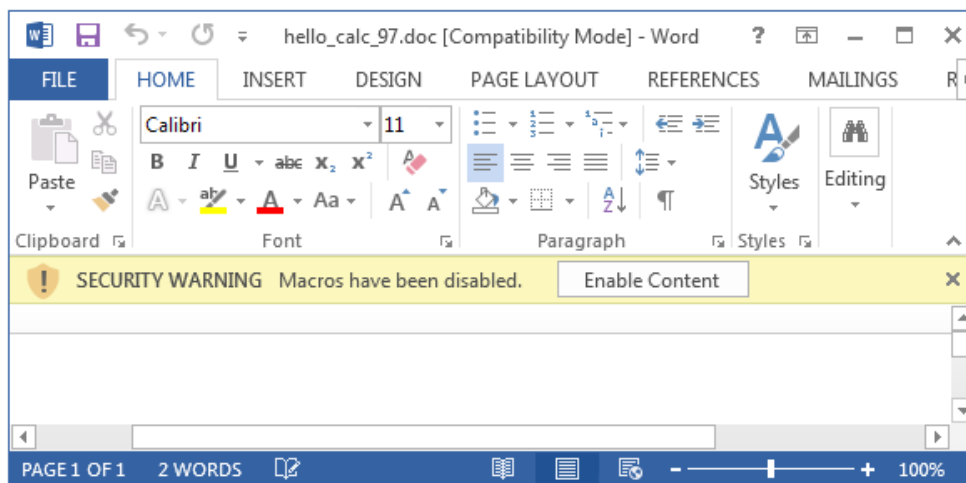 hello_calc_97.doc [Compatibility Mode] - Word ?
FILE HOME INSERT DESIGN PAGE LAYOUT REFERENCES MAILINGS R
Calibri 11
B I U abc X₂ X²
Paste Styles Editing
A ab A Aa A A A Z ¶
Clipboard Font Paragraph Styles
! SECURITY WARNING Macros have been disabled. Enable Content
PAGE 1 OF 1 2 WORDS 100%